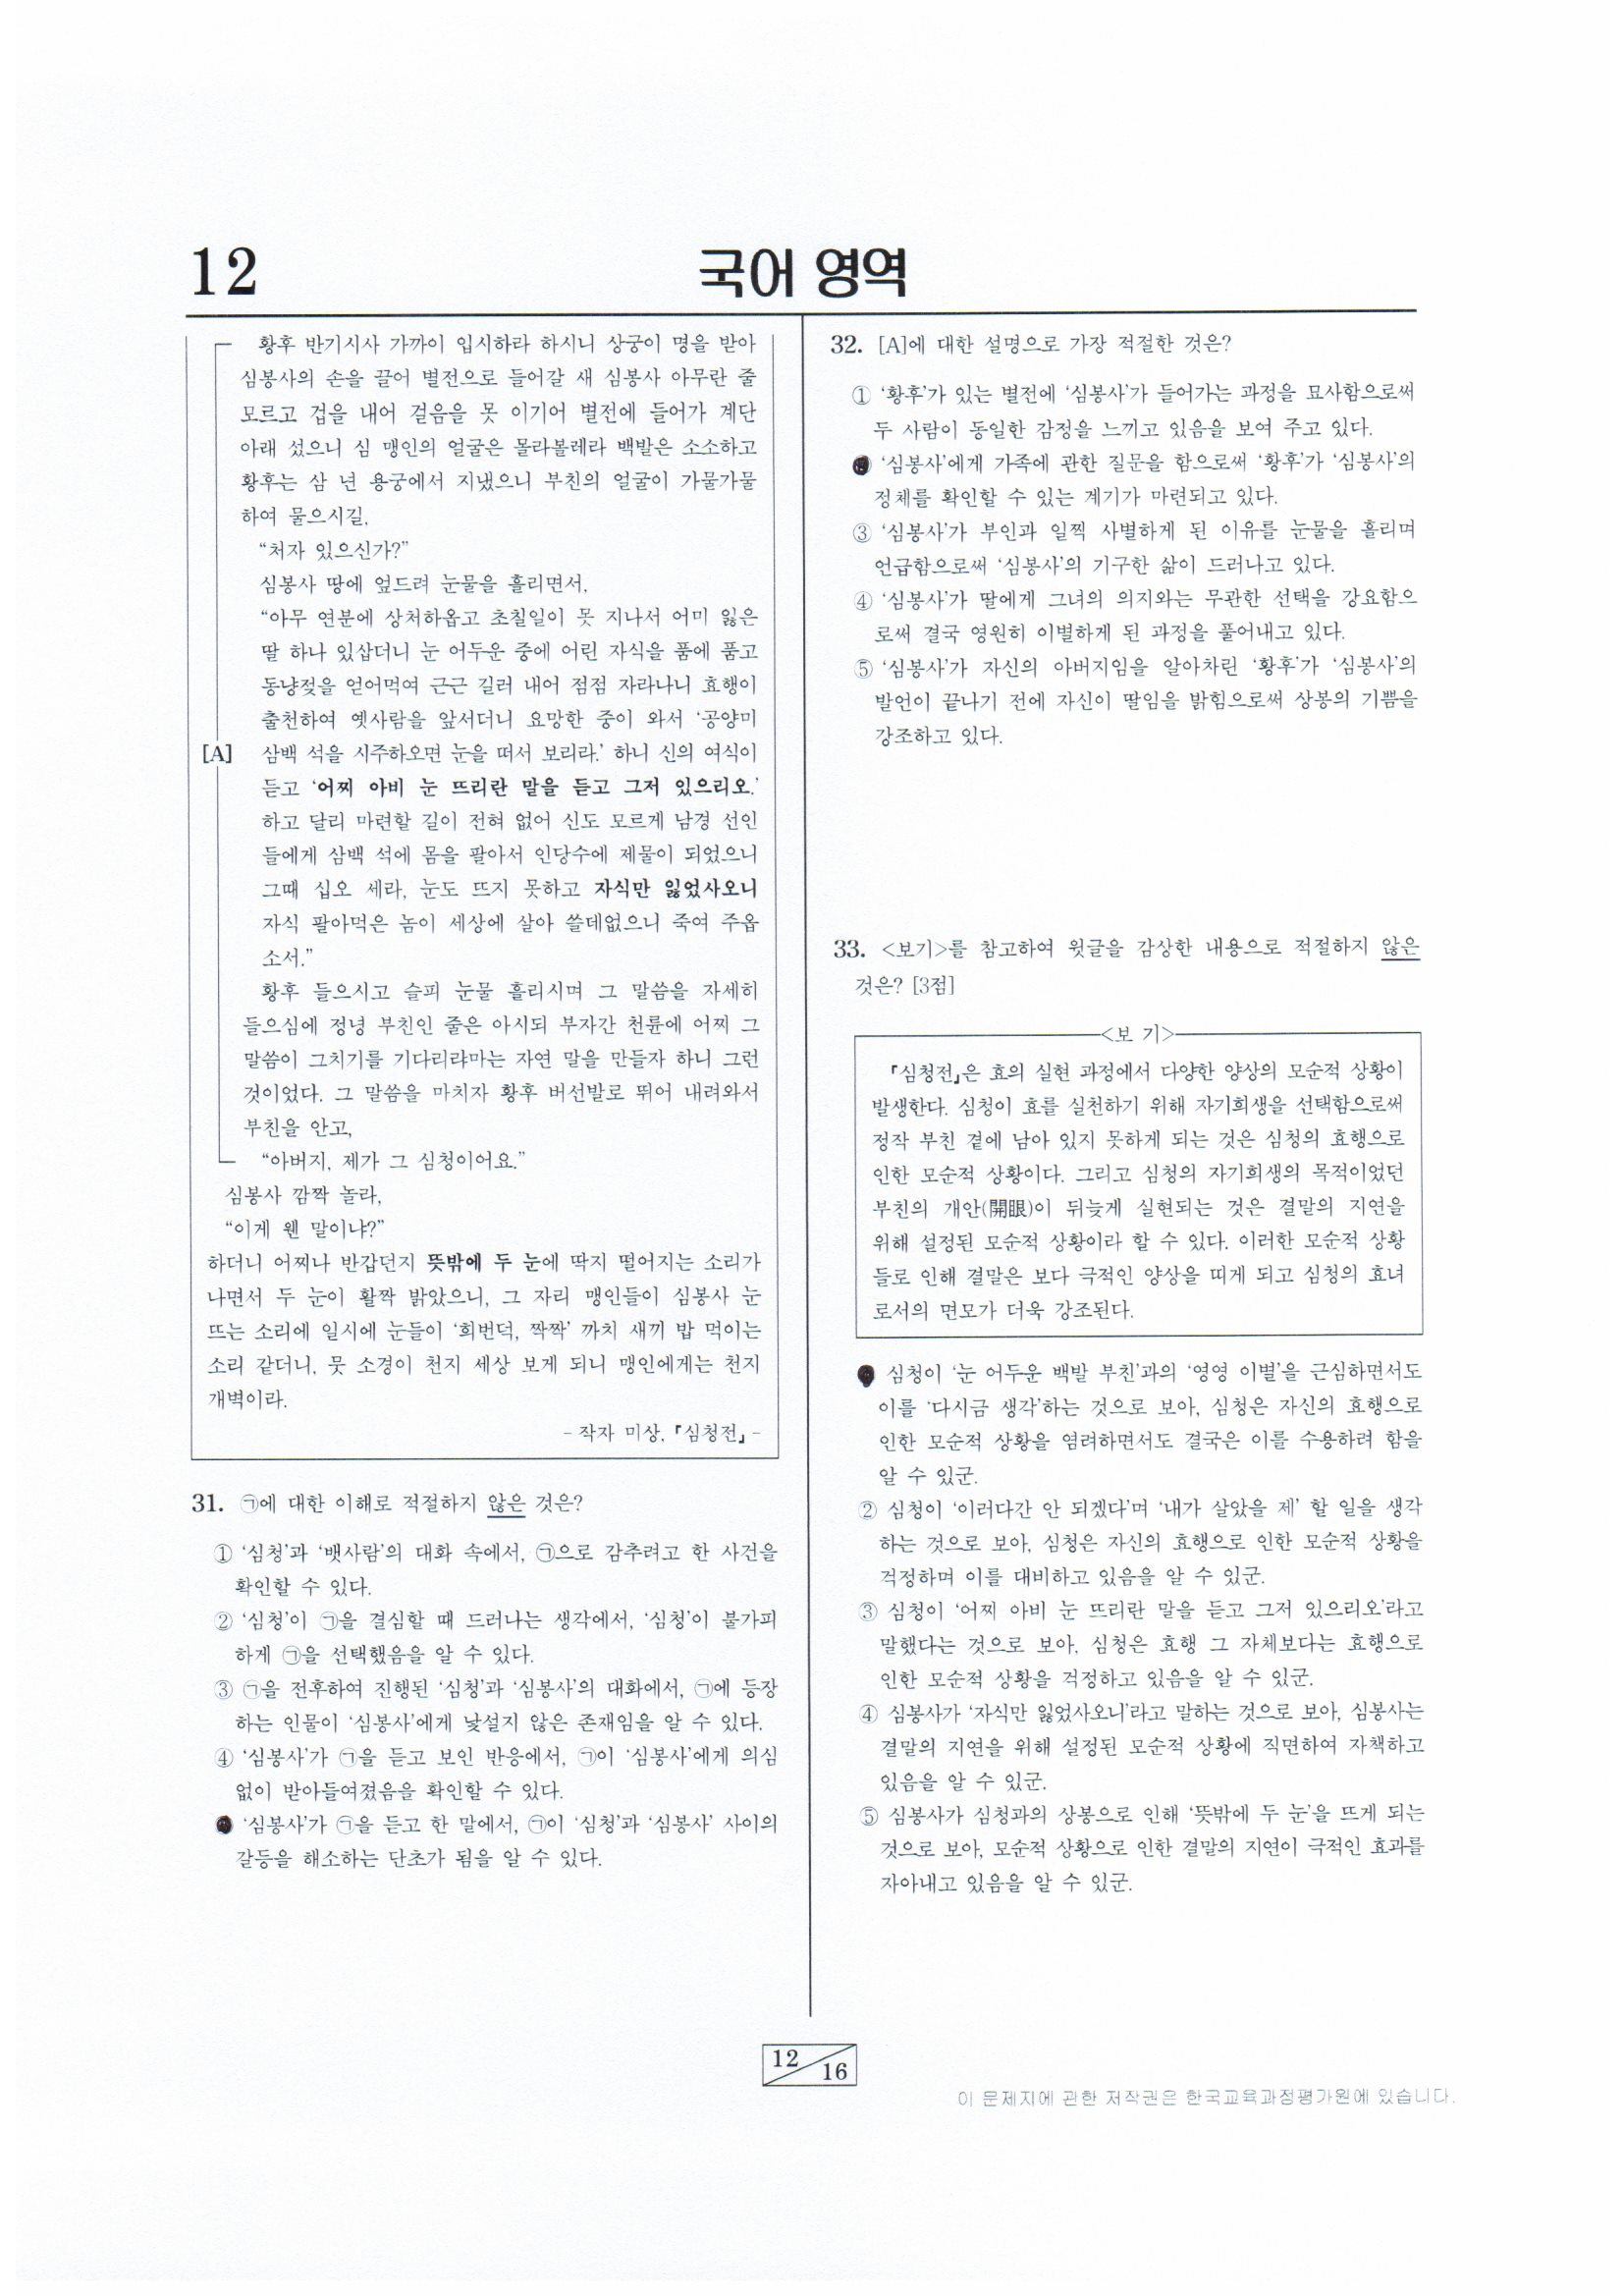 12
국어 영역
황후 반기시사 가까이 입시하라 하시니 상궁이 명을 받아
심봉사의 손을 끌어 별전으로 들어갈 새 심봉사 아무란 줄
모르고 겁을 내어 걸음을 못 이기어 별전에 들어가 계단
아래 섰으니 심 맹인의 얼굴은 몰라볼레라 백발은 소소하고
황후는 삼 년 용궁에서 지냈으니 부친의 얼굴이 가물가물
하여 물으시길,
“처자 있으신가?”
심봉사 땅에 엎드려 눈물을 흘리면서,
“아무 연분에 상처하옵고 초칠일이 못 지나서 어미 잃은
딸 하나 있삽더니 눈 어두운 중에 어린 자식을 품에 품고
동냥젖을 얻어먹여 근근 길러 내어 점점 자라나니 효행이
출천하여 옛사람을 앞서더니 요망한 중이 와서 ‘공양미
[A] 삼백 석을 시주하오면 눈을 떠서 보리라.’ 하니 신의 여식이
듣고 ‘어찌 아비 눈 뜨리란 말을 듣고 그저 있으리오.’
하고 달리 마련할 길이 전혀 없어 신도 모르게 남경 선인
들에게 삼백 석에 몸을 팔아서 인당수에 제물이 되었으니
그때 십오 세라, 눈도 뜨지 못하고 자식만 잃었사오니
자식 팔아먹은 놈이 세상에 살아 쓸데없으니 죽여 주옵
소서.”
황후 들으시고 슬피 눈물 흘리시며 그 말씀을 자세히
들으심에 정녕 부친인 줄은 아시되 부자간 천륜에 어찌 그
말씀이 그치기를 기다리랴마는 자연 말을 만들자 하니 그런
것이었다. 그 말씀을 마치자 황후 버선발로 뛰어 내려와서
부친을 안고,
“아버지, 제가 그 심청이어요.”
심봉사 깜짝 놀라,
“이게 웬 말이냐?”
하더니 어찌나 반갑던지 뜻밖에 두 눈에 딱지 떨어지는 소리가
나면서 두 눈이 활짝 밝았으니, 그 자리 맹인들이 심봉사 눈
뜨는 소리에 일시에 눈들이 ‘희번덕, 짝짝’ 까치 새끼 밥 먹이는
소리 같더니, 뭇 소경이 천지 세상 보게 되니 맹인에게는 천지
개벽이라.
- 작자 미상, 『심청전』 -
31. ㉠에 대한 이해로 적절하지 않은 것은?
① ‘심청’과 ‘뱃사람’의 대화 속에서, ㉠으로 감추려고 한 사건을
확인할 수 있다.
② ‘심청’이 ㉠을 결심할 때 드러나는 생각에서, ‘심청’이 불가피
하게 ㉠을 선택했음을 알 수 있다.
③ ㉠을 전후하여 진행된 ‘심청’과 ‘심봉사’의 대화에서, ㉠에 등장
하는 인물이 ‘심봉사’에게 낯설지 않은 존재임을 알 수 있다.
④ ‘심봉사’가 ㉠을 듣고 보인 반응에서, ㉠이 ‘심봉사’에게 의심
없이 받아들여졌음을 확인할 수 있다.
‘심봉사’가 ㉠을 듣고 한 말에서, ㉠이 ‘심청’과 ‘심봉사’ 사이의
갈등을 해소하는 단초가 됨을 알 수 있다.
32. [A]에 대한 설명으로 가장 적절한 것은?
① ‘황후’가 있는 별전에 ‘심봉사’가 들어가는 과정을 묘사함으로써
두 사람이 동일한 감정을 느끼고 있음을 보여 주고 있다.
‘심봉사’에게 가족에 관한 질문을 함으로써 ‘황후’가 ‘심봉사’의
정체를 확인할 수 있는 계기가 마련되고 있다.
③ ‘심봉사’가 부인과 일찍 사별하게 된 이유를 눈물을 흘리며
언급함으로써 ‘심봉사’의 기구한 삶이 드러나고 있다.
④ ‘심봉사’가 딸에게 그녀의 의지와는 무관한 선택을 강요함으
로써 결국 영원히 이별하게 된 과정을 풀어내고 있다.
⑤ ‘심봉사’가 자신의 아버지임을 알아차린 ‘황후’가 ‘심봉사’의
발언이 끝나기 전에 자신이 딸임을 밝힘으로써 상봉의 기쁨을
강조하고 있다.
33. <보기>를 참고하여 윗글을 감상한 내용으로 적절하지 않은
것은? [3점]
<보 기>
『심청전』은 효의 실현 과정에서 다양한 양상의 모순적 상황이
발생한다. 심청이 효를 실천하기 위해 자기희생을 선택함으로써
정작 부친 곁에 남아 있지 못하게 되는 것은 심청의 효행으로
인한 모순적 상황이다. 그리고 심청의 자기희생의 목적이었던
부친의 개안(開眼)이 뒤늦게 실현되는 것은 결말의 지연을
위해 설정된 모순적 상황이라 할 수 있다. 이러한 모순적 상황
들로 인해 결말은 보다 극적인 양상을 띠게 되고 심청의 효녀
로서의 면모가 더욱 강조된다.
심청이 ‘눈 어두운 백발 부친’과의 ‘영영 이별’을 근심하면서도
이를 ‘다시금 생각’하는 것으로 보아, 심청은 자신의 효행으로
인한 모순적 상황을 염려하면서도 결국은 이를 수용하려 함을
알 수 있군.
② 심청이 ‘이러다간 안 되겠다’며 ‘내가 살았을 제’ 할 일을 생각
하는 것으로 보아, 심청은 자신의 효행으로 인한 모순적 상황을
걱정하며 이를 대비하고 있음을 알 수 있군.
③ 심청이 ‘어찌 아비 눈 뜨리란 말을 듣고 그저 있으리오’라고
말했다는 것으로 보아, 심청은 효행 그 자체보다는 효행으로
인한 모순적 상황을 걱정하고 있음을 알 수 있군.
④ 심봉사가 ‘자식만 잃었사오니’라고 말하는 것으로 보아, 심봉사는
결말의 지연을 위해 설정된 모순적 상황에 직면하여 자책하고
있음을 알 수 있군.
⑤ 심봉사가 심청과의 상봉으로 인해 ‘뜻밖에 두 눈’을 뜨게 되는
것으로 보아, 모순적 상황으로 인한 결말의 지연이 극적인 효과를
자아내고 있음을 알 수 있군.
12
16
이 문제지에 관한 저작권은 한국교육과정평가원에 있습니다.